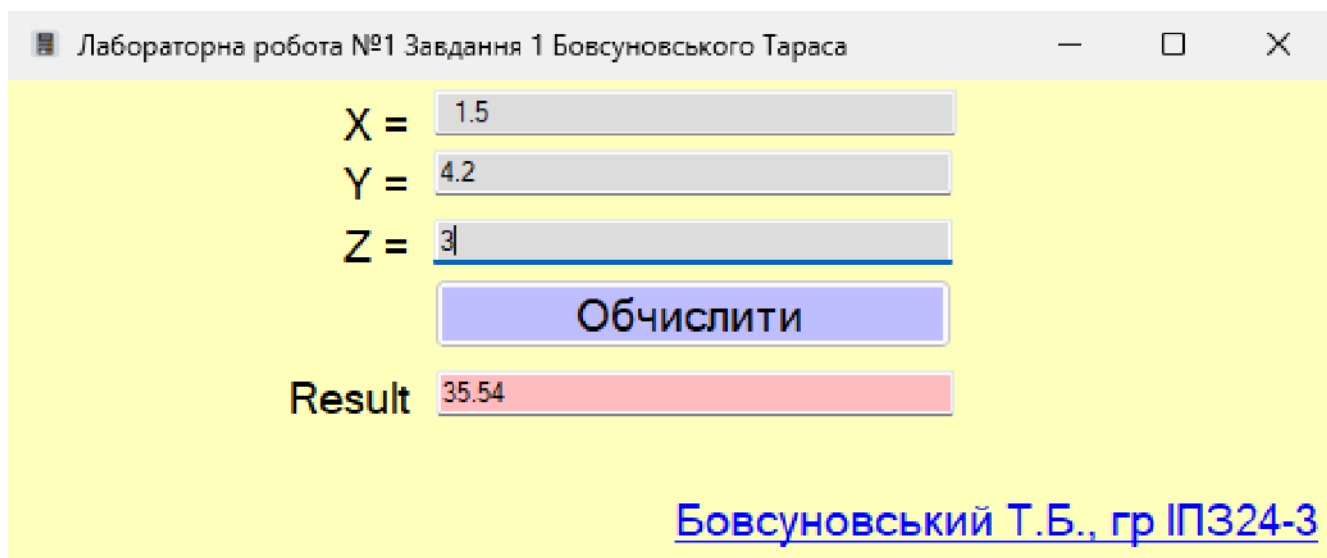 Лабораторна робота №1 Завдання 1 Бовсуновського Тараса
X = 1.5
Y = 4.2
Z = 3
Обчислити
Result 35.54
Бовсуновський Т.Б., гр ІПЗ24-3